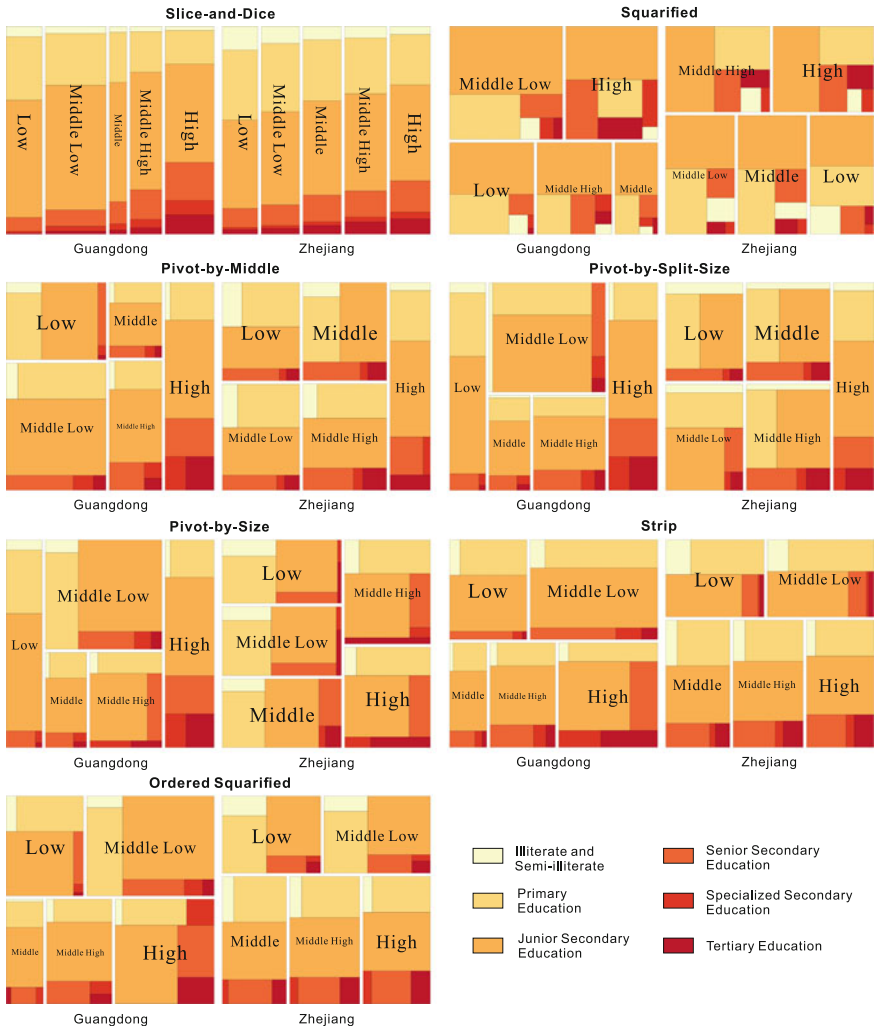 Slice-and-Dice
Low
Middle Low
Middle
Middle High
High
Low
Middle Low
Middle
Middle High
High
Guangdong
Zhejiang
Squarified
Middle Low
High
Low
Middle High
Middle
Middle High
High
Middle Low
Middle
Low
Guangdong
Zhejiang
Pivot-by-Middle
Low
Middle
High
Middle Low
Middle High
Low
Middle
High
Middle Low
Middle High
Guangdong
Zhejiang
Pivot-by-Split-Size
Low
Middle Low
High
Middle
Middle High
Low
Middle
High
Middle Low
Middle High
Guangdong
Zhejiang
Pivot-by-Size
Low
Middle Low
High
Middle
Middle High
Low
Middle High
Middle Low
Middle
High
Guangdong
Zhejiang
Strip
Low
Middle Low
Middle
Middle High
High
Low
Middle Low
Middle
Middle High
High
Guangdong
Zhejiang
Ordered Squarified
Low
Middle Low
Middle
Middle High
High
Low
Middle Low
Middle
Middle High
High
Guangdong
Zhejiang
Illiterate and
Semi-illiterate
Primary
Education
Junior Secondary
Education
Senior Secondary
Education
Specialized Secondary
Education
Tertiary Education